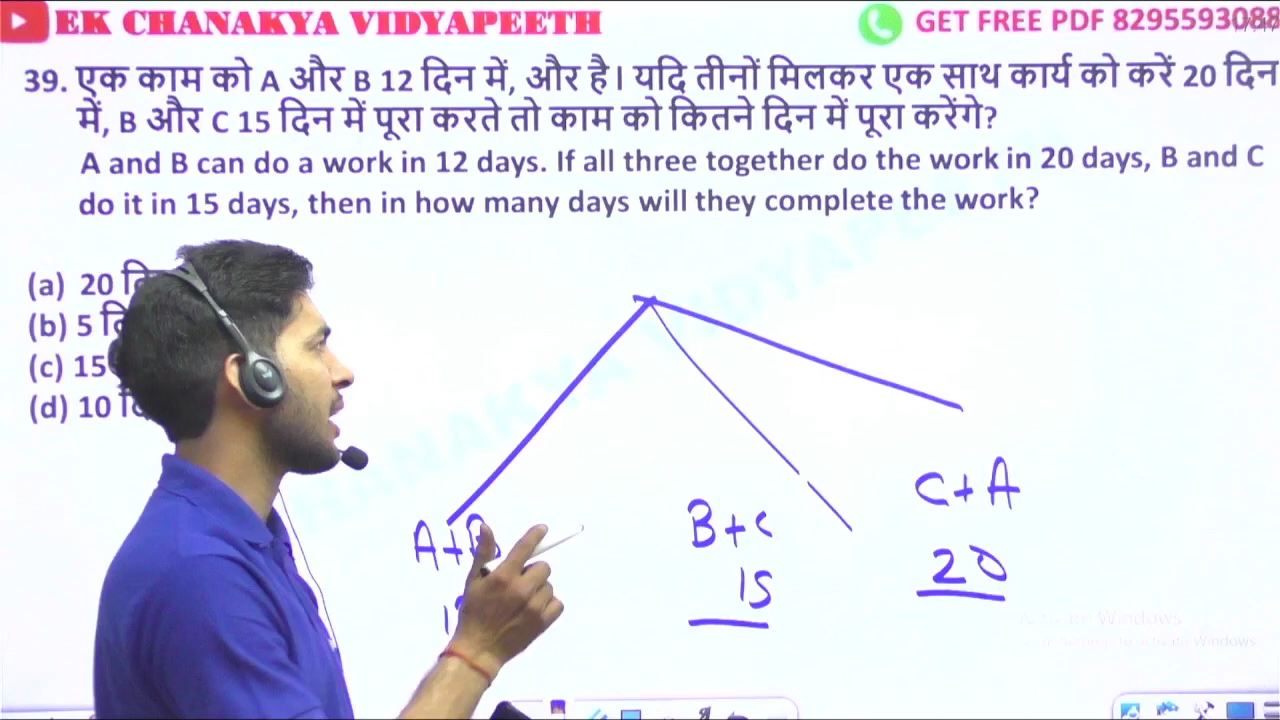 EK CHANAKYA VIDYAPEETH
GET FREE PDF 8295593088
39. एक काम को A और B 12 दिन में, और है। यदि तीनों मिलकर एक साथ कार्य को करें 20 दिन
में, B और C 15 दिन में पूरा करते तो काम को कितने दिन में पूरा करेंगे?
A and B can do a work in 12 days. If all three together do the work in 20 days, B and C
do it in 15 days, then in how many days will they complete the work?
(a) 20
(b) 5
(c) 15
(d) 10
A+B
B+C
15
C+A
20